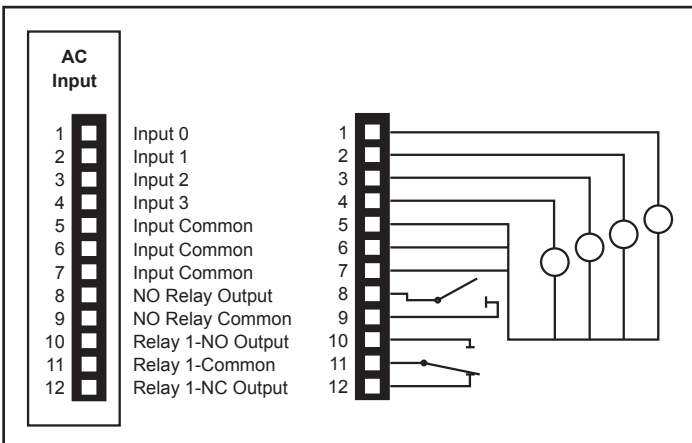 AC
Input
1 Input 0
2 Input 1
3 Input 2
4 Input 3
5 Input Common
6 Input Common
7 Input Common
8 NO Relay Output
9 NO Relay Common
10 Relay 1-NO Output
11 Relay 1-Common
12 Relay 1-NC Output
1
2
3
4
5
6
7
8
9
10
11
12